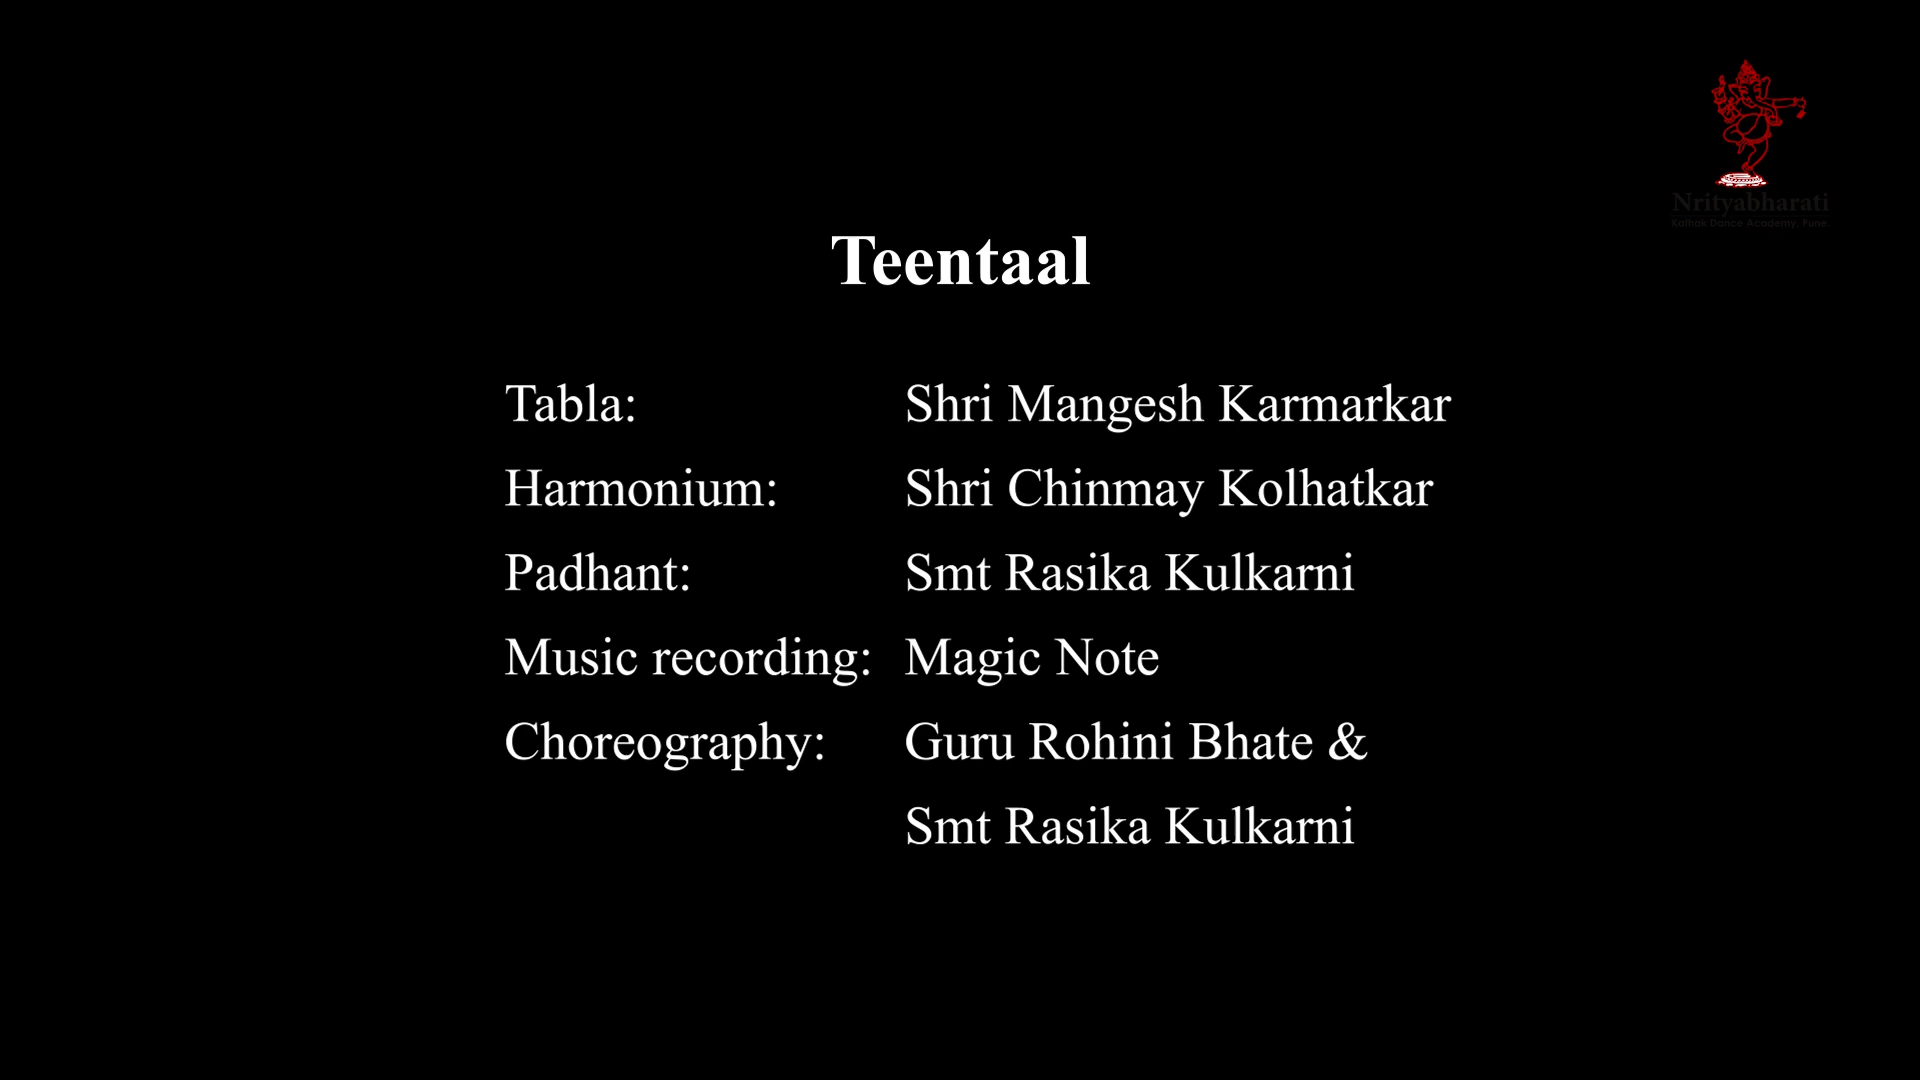 Nrityabharati
Kathak Dance Academy, Pune.
Teentaal
Tabla: Shri Mangesh Karmarkar
Harmonium: Shri Chinmay Kolhatkar
Padhant: Smt Rasika Kulkarni
Music recording: Magic Note
Choreography: Guru Rohini Bhate &
Smt Rasika Kulkarni